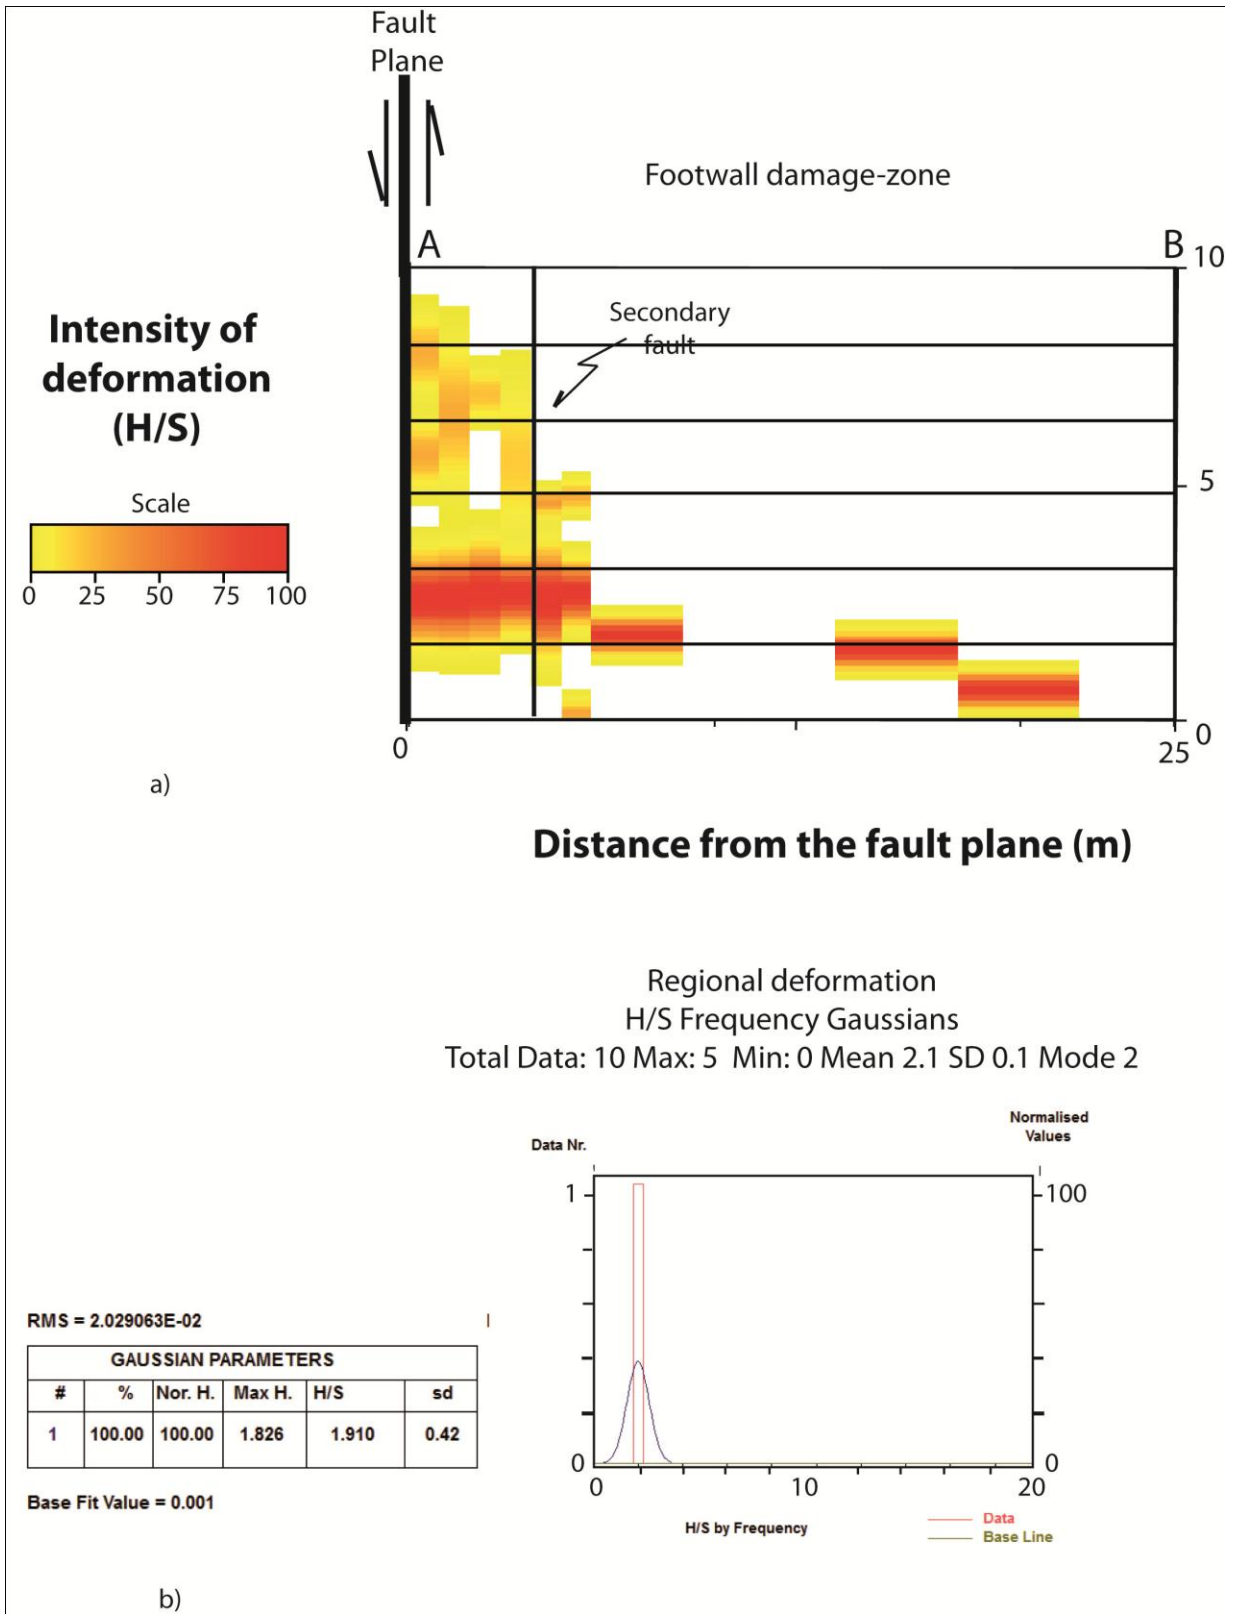 Fault
Plane
Footwall damage-zone
A
B
10
Intensity of
deformation
(H/S)
Secondary
fault
Scale
0 25 50 75 100
5
0
0
25
a)
Distance from the fault plane (m)
Regional deformation
H/S Frequency Gaussians
Total Data: 10 Max: 5 Min: 0 Mean 2.1 SD 0.1 Mode 2
Normalised
Values
Data Nr.
1
100
RMS = 2.029063E-02
GAUSSIAN PARAMETERS
# % Nor. H. Max H. H/S sd
1 100.00 100.00 1.826 1.910 0.42
Base Fit Value = 0.001
0
0
0 10 20
H/S by Frequency
Data
Base Line
b)